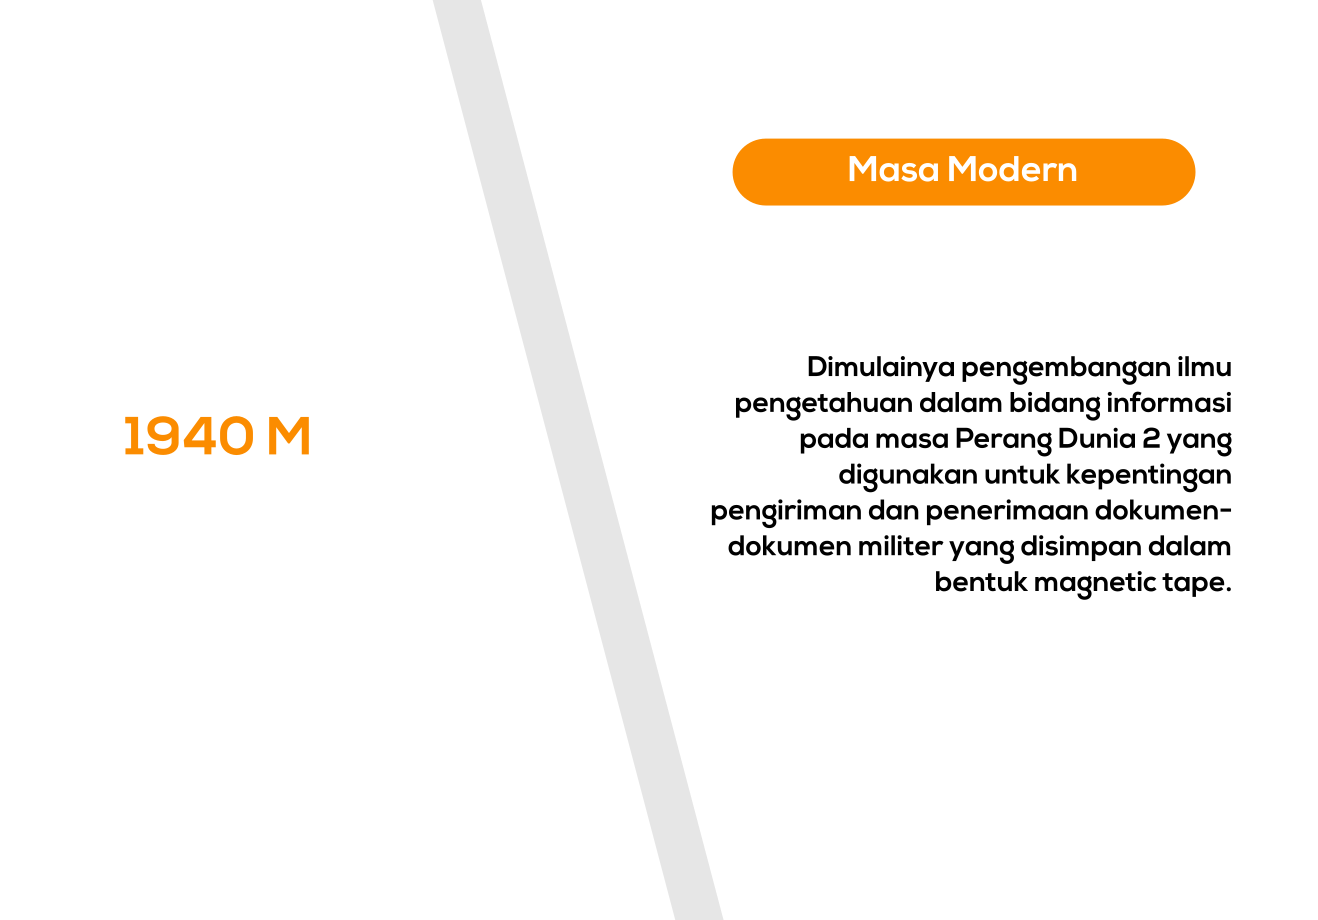 Masa Modern
1940 M
Dimulainya pengembangan ilmu
pengetahuan dalam bidang informasi
pada masa Perang Dunia 2 yang
digunakan untuk kepentingan
pengiriman dan penerimaan dokumen-
dokumen militer yang disimpan dalam
bentuk magnetic tape.